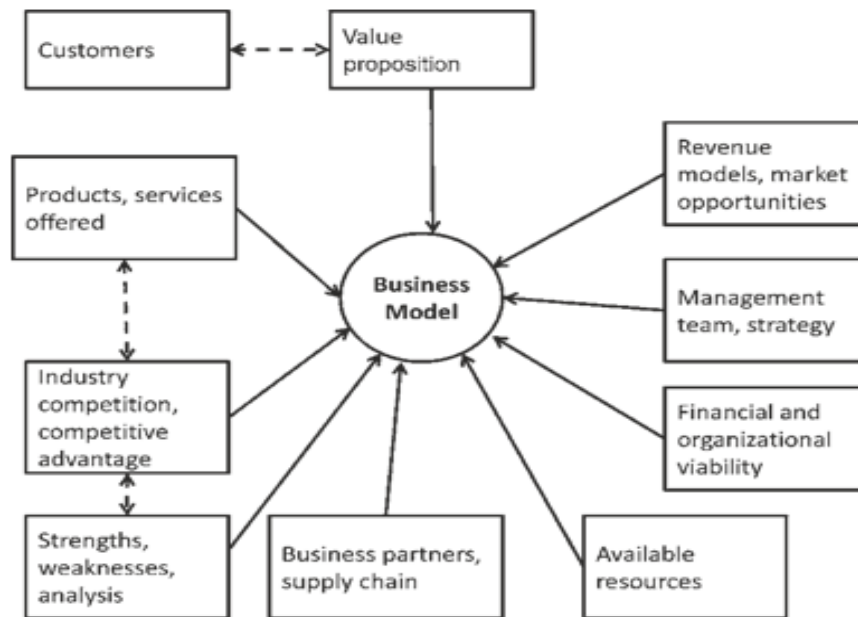 Customers
Value
proposition
Revenue
models, market
opportunities
Products, services
offered
Business
Model
Management
team, strategy
Industry
competition,
competitive
advantage
Financial and
organizational
viability
Strengths,
weaknesses,
analysis
Business partners,
supply chain
Available
resources